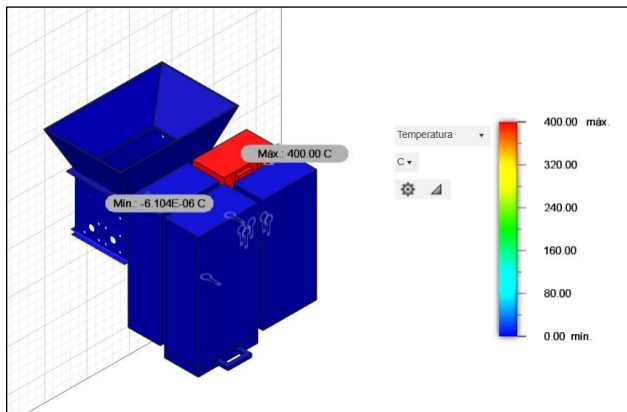 Máx.: 400.00 C
Mín.: -6.104E-06 C
Temperatura
C
400.00 máx.
320.00
240.00
160.00
80.00
0.00 mín.